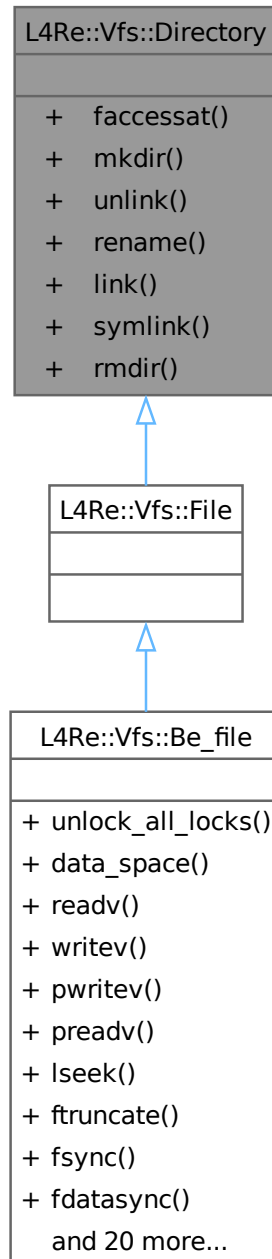 L4Re::Vfs::Directory
+ faccessat()
+ mkdir()
+ unlink()
+ rename()
+ link()
+ symlink()
+ rmdir()
L4Re::Vfs::File
L4Re::Vfs::Be_file
+ unlock_all_locks()
+ data_space()
+ readv()
+ writev()
+ pwritev()
+ preadv()
+ lseek()
+ ftruncate()
+ fsync()
+ fdatasync()
and 20 more...